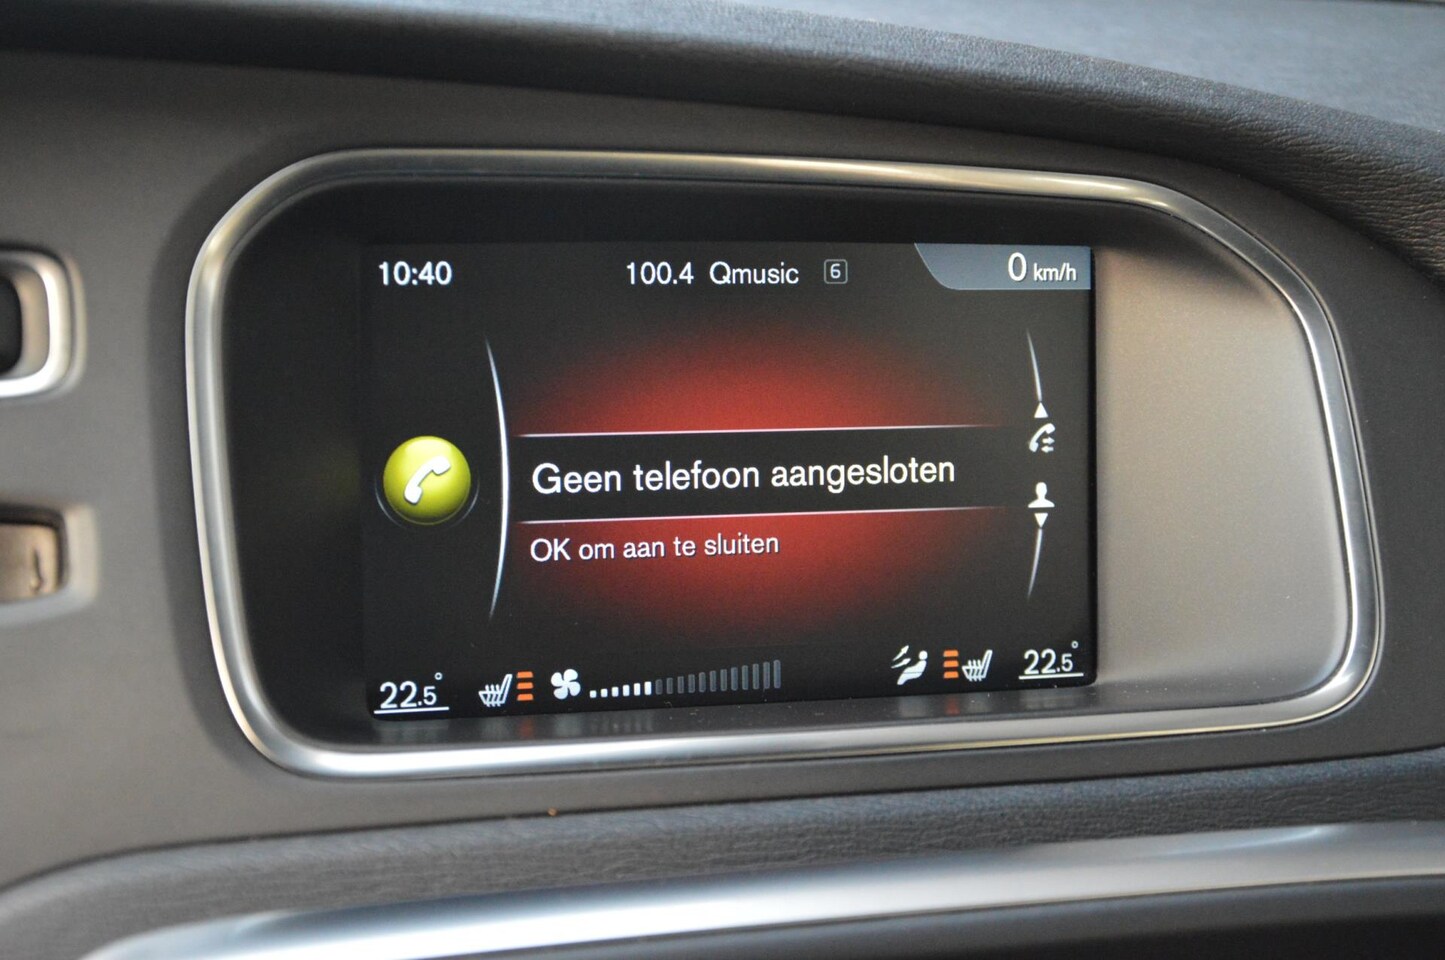 10:40 100.4 Qmusic 6 0 km/h
Geen telefoon aangesloten
OK om aan te sluiten
22.5° 22.5°